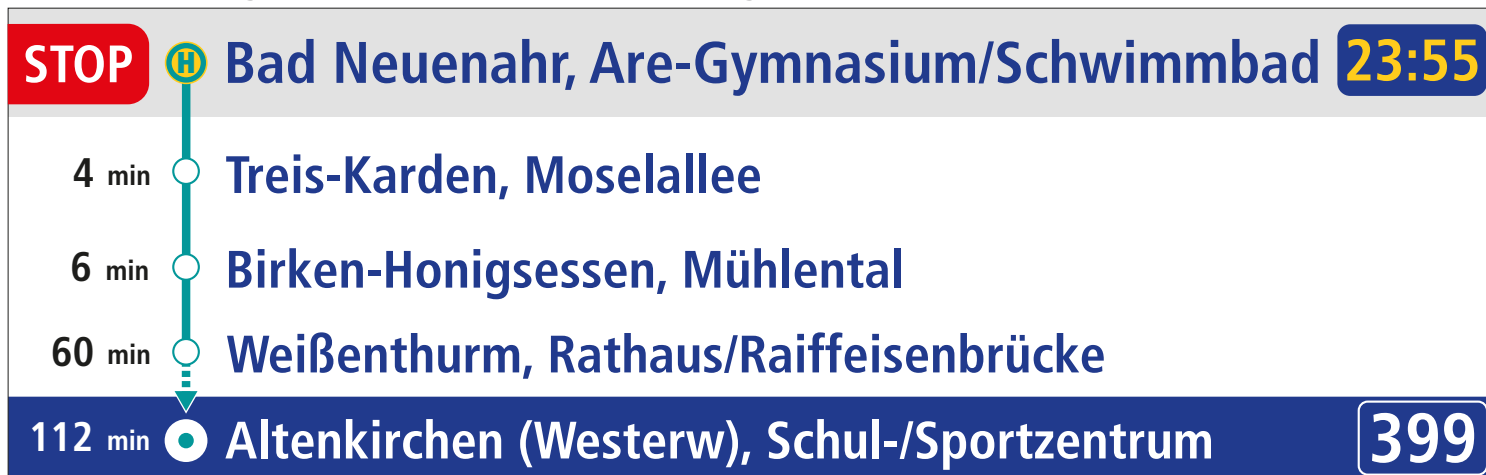 STOP H Bad Neuenahr, Are-Gymnasium/Schwimmbad 23:55
4 min Treis-Karden, Moselallee
6 min Birken-Honigsessen, Mühlental
60 min Weißenthurm, Rathaus/Raiffeisenbrücke
112 min Altenkirchen (Westerw), Schul-/Sportzentrum 399